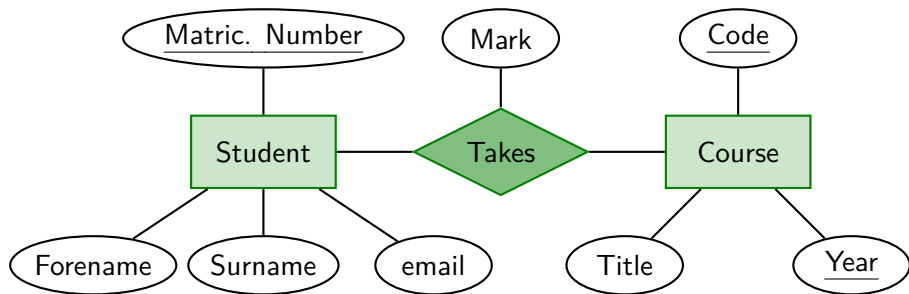 Matric. Number
Mark
Code
Student
Takes
Course
Forename
Surname
email
Title
Year